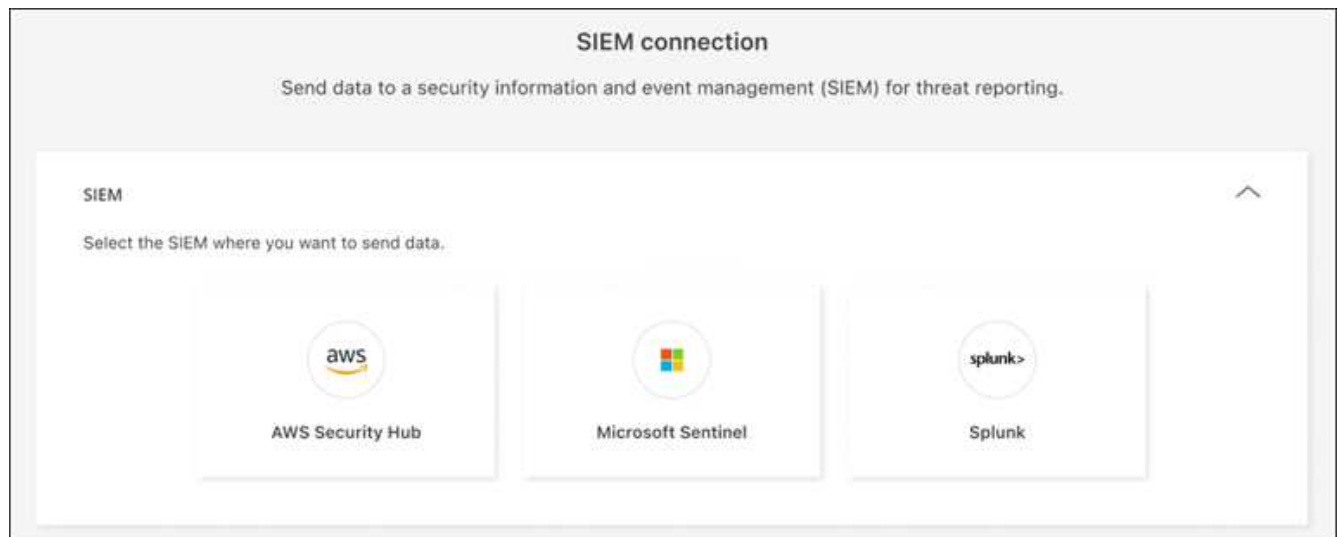 SIEM connection
Send data to a security information and event management (SIEM) for threat reporting.
SIEM
Select the SIEM where you want to send data.
aws
splunk>
AWS Security Hub
Microsoft Sentinel
Splunk